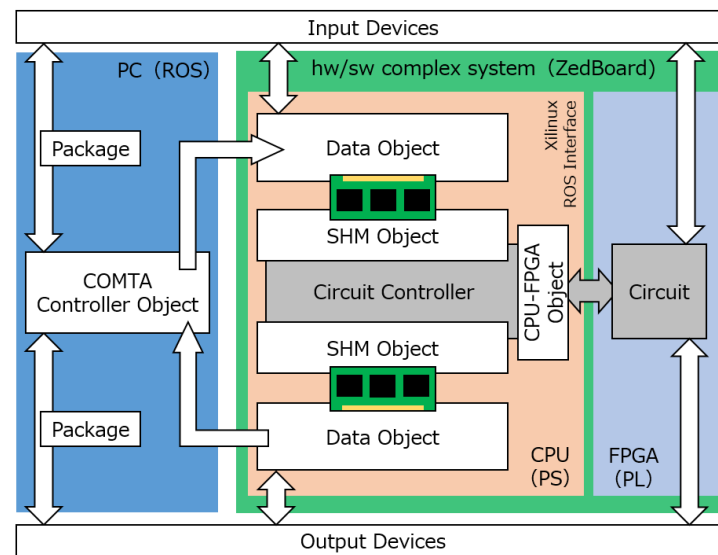 Input Devices
PC (ROS)
hw/sw complex system (ZedBoard)
Package
Data Object
Xilinux
ROS Interface
SHM Object
COMTA
Controller Object
Circuit Controller
CPU-FPGA
Object
Circuit
SHM Object
Package
Data Object
CPU
(PS)
FPGA
(PL)
Output Devices